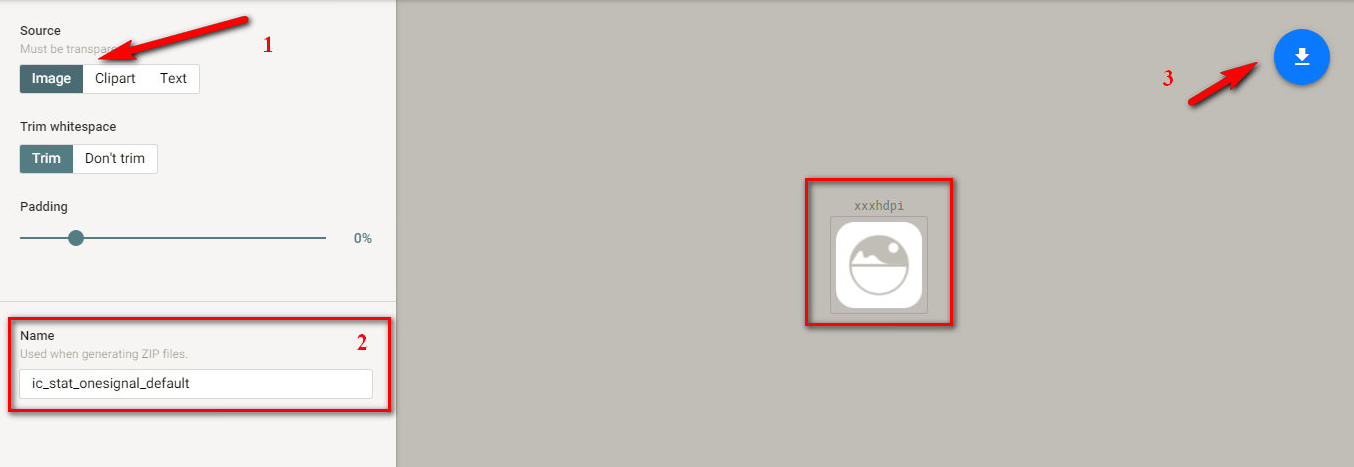 Source
1
Must be transpare
Image Clipart Text
Trim whitespace
Trim Don't trim
Padding
0%
Name
2
Used when generating ZIP files.
ic_stat_onesignal_default
3
xxxhdpi